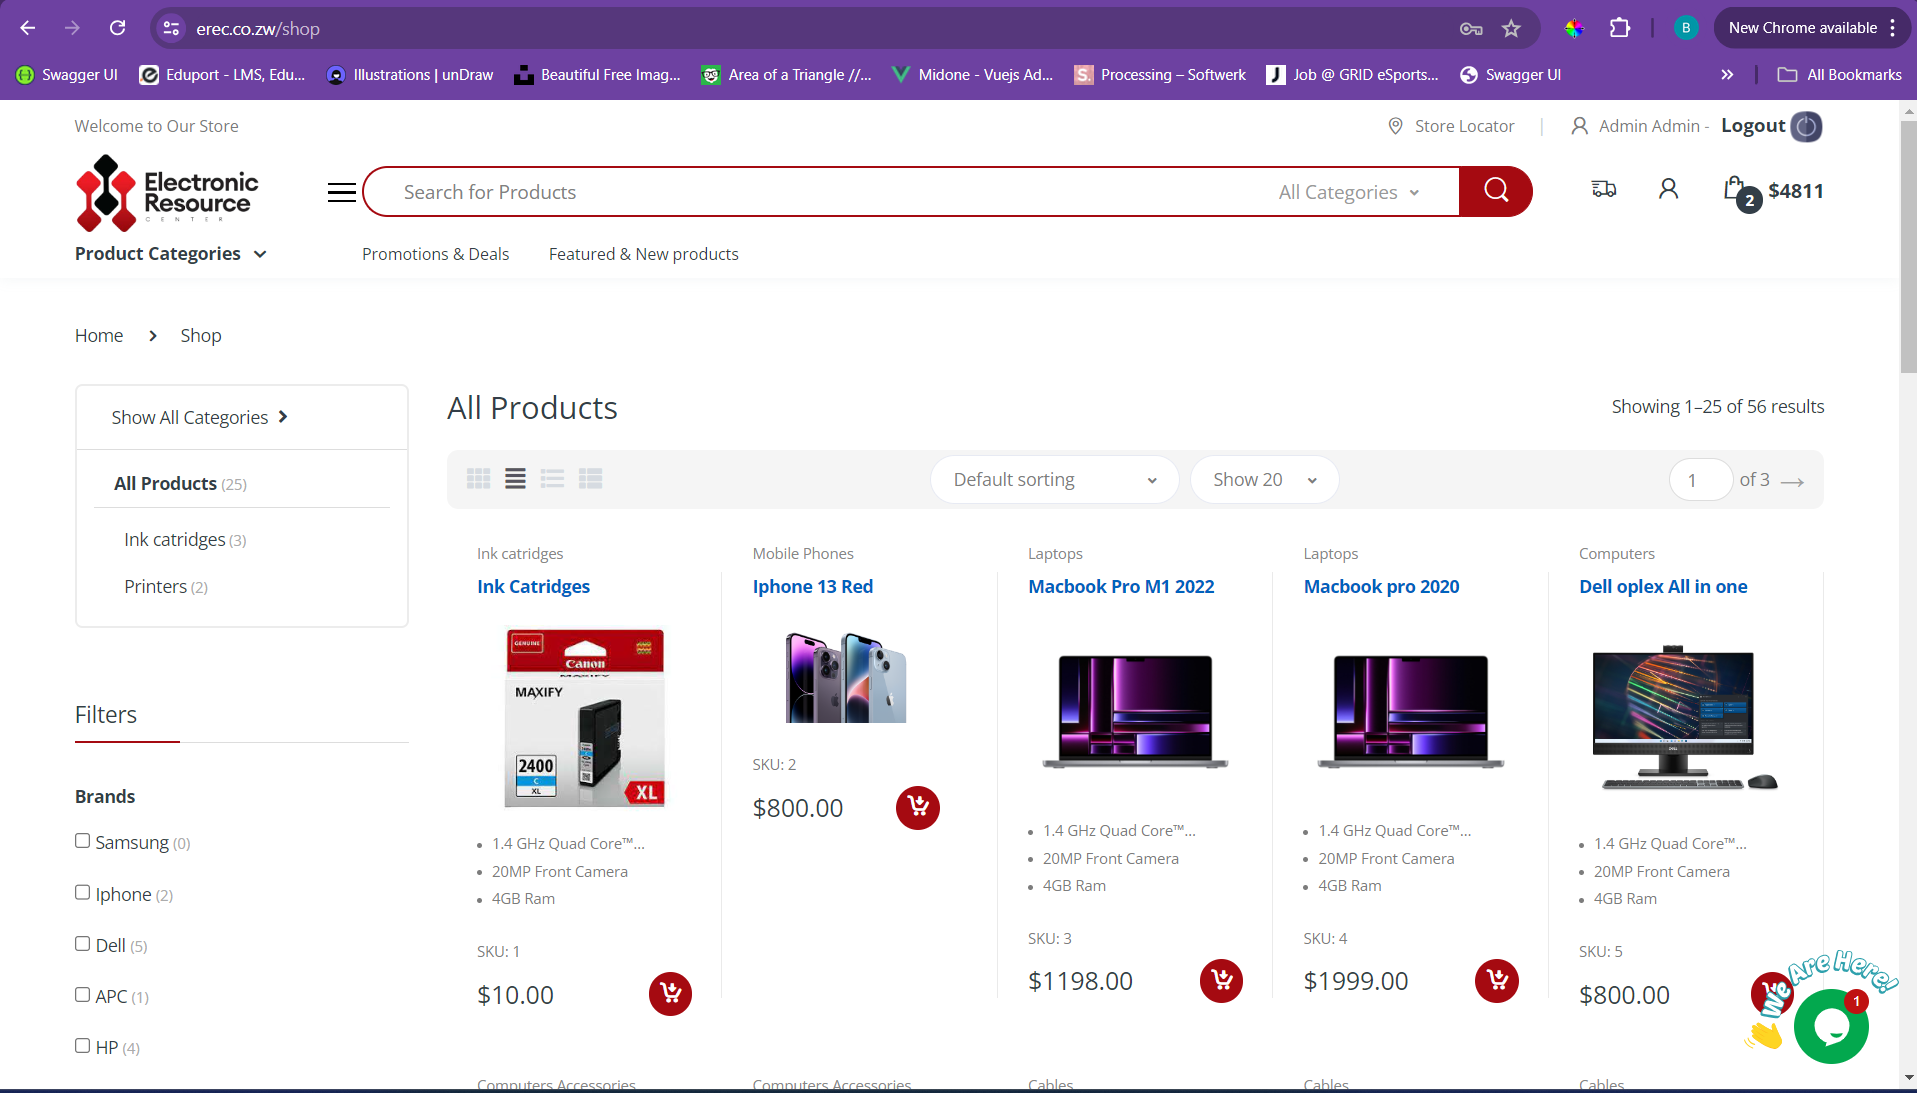 erec.co.zw/shop
B
New Chrome available
Swagger UI
Eduport - LMS, Edu...
Illustrations | unDraw
Beautiful Free Imag...
Area of a Triangle //...
Midone - Vuejs Ad...
Processing – Softwerk
Job @ GRID eSports...
Swagger UI
»
All Bookmarks
Welcome to Our Store
Store Locator
Admin Admin - Logout
Electronic
Resource
CENTER
Search for Products
All Categories
2
$4811
Product Categories
Promotions & Deals
Featured & New products
Home
Shop
Show All Categories
All Products (25)
Ink catridges (3)
Printers (2)
Filters
Brands
Samsung (0)
Iphone (2)
Dell (5)
APC (1)
HP (4)
All Products
Showing 1–25 of 56 results
Default sorting
Show 20
1
of 3 →
Ink catridges
Ink Catridges
GENUINE
Canon
MAXIFY
2400
C
XL
XL
1.4 GHz Quad Core™...
20MP Front Camera
4GB Ram
SKU: 1
$10.00
Mobile Phones
Iphone 13 Red
SKU: 2
$800.00
Laptops
Macbook Pro M1 2022
1.4 GHz Quad Core™...
20MP Front Camera
4GB Ram
SKU: 3
$1198.00
Laptops
Macbook pro 2020
1.4 GHz Quad Core™...
20MP Front Camera
4GB Ram
SKU: 4
$1999.00
Computers
Dell oplex All in one
1.4 GHz Quad Core™...
20MP Front Camera
4GB Ram
SKU: 5
$800.00
We Are Here!
1
Computers Accessories
Computers Accessories
Cables
Cables
Cables